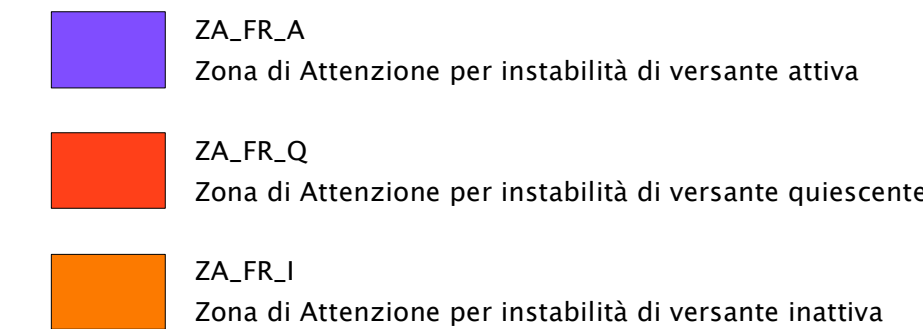 ZA_FR_A
Zona di Attenzione per instabilità di versante attiva
ZA_FR_Q
Zona di Attenzione per instabilità di versante quiescente
ZA_FR_I
Zona di Attenzione per instabilità di versante inattiva